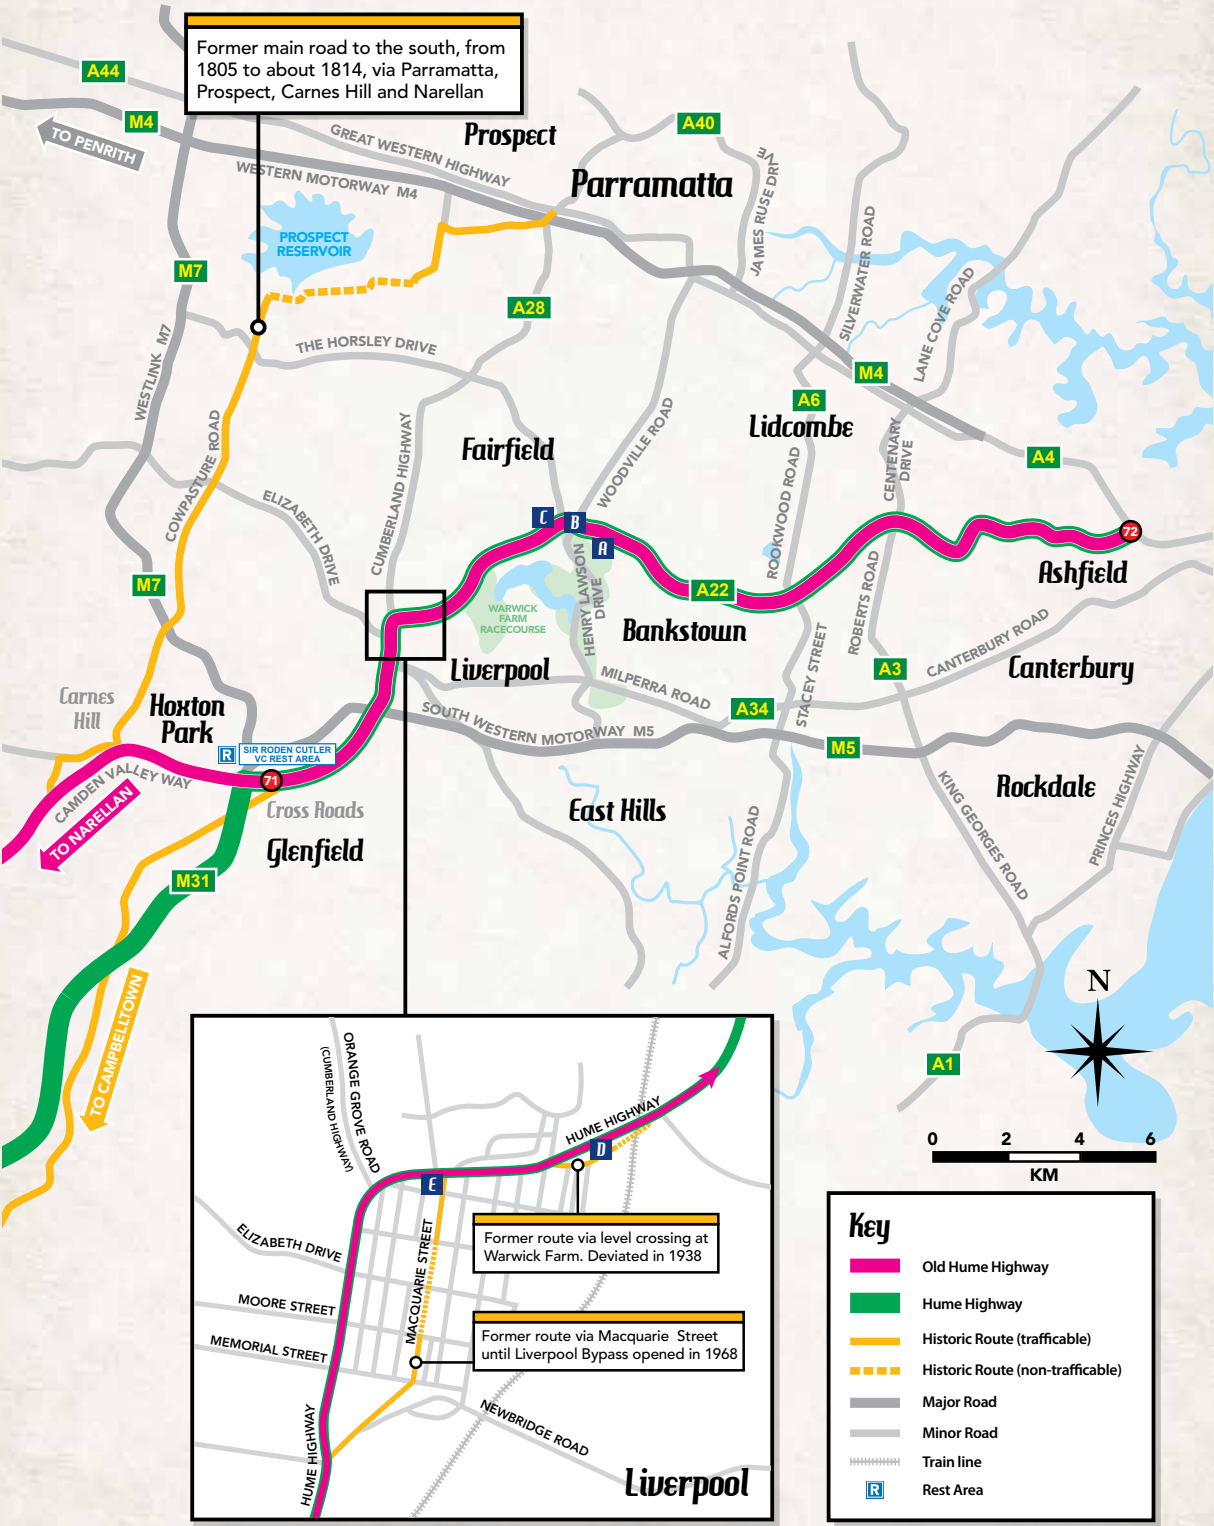 Former main road to the south, from
1805 to about 1814, via Parramatta,
Prospect, Carnes Hill and Narellan
A44
M4
TO PENRITH
GREAT WESTERN HIGHWAY
WESTERN MOTORWAY M4
Prospect
A40
Parramatta
JAMES RUSE DRIVE
SILVERWATER ROAD
LANE COVE ROAD
PROSPECT
RESERVOIR
M7
A28
WESTLINK M7
THE HORSLEY DRIVE
M4
A6
Lidcombe
CENTENARY
DRIVE
A4
COWPASTURE ROAD
CUMBERLAND HIGHWAY
Fairfield
WOODVILLE ROAD
ROOKWOOD ROAD
ELIZABETH DRIVE
C
B
A
72
Ashfield
M7
A22
HENRY LAWSON
DRIVE
ROBERTS ROAD
WARWICK
FARM
RACECOURSE
Bankstown
CANTERBURY ROAD
Liverpool
MILPERRA ROAD
STACEY STREET
A3
Canterbury
Carnes
Hill
Hoxton
Park
A34
SOUTH WESTERN MOTORWAY M5
M5
R
SIR RODEN CUTLER
VC REST AREA
71
CAMDEN VALLEY WAY
TO NARELLAN
Cross Roads
Glenfield
East Hills
Rockdale
KING GEORGES ROAD
PRINCES HIGHWAY
ALFORDS POINT ROAD
M31
TO CAMPBELLTOWN
N
A1
0 2 4 6
KM
ORANGE GROVE ROAD
(CUMBERLAND HIGHWAY)
HUME HIGHWAY
D
E
Former route via level crossing at
Warwick Farm. Deviated in 1938
ELIZABETH DRIVE
MACQUARIE STREET
MOORE STREET
MEMORIAL STREET
Former route via Macquarie Street
until Liverpool Bypass opened in 1968
HUME HIGHWAY
NEWBRIDGE ROAD
Liverpool
Key
Old Hume Highway
Hume Highway
Historic Route (trafficable)
Historic Route (non-trafficable)
Major Road
Minor Road
Train line
R Rest Area